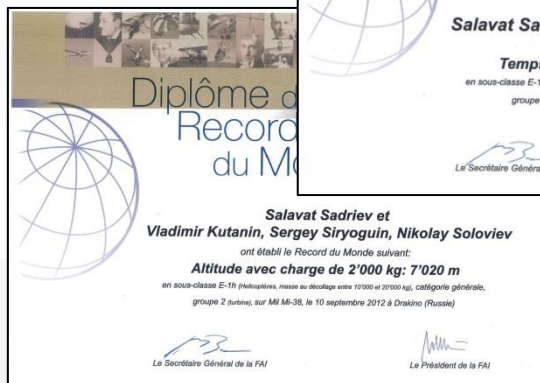 Diplôme d
Record
du Mo
Salavat Sadriev et
Vladimir Kutanin, Sergey Siryoguin, Nikolay Soloviev
ont établi le Record du Monde suivant:
Altitude avec charge de 2'000 kg: 7'020 m
en sous-classe E-1h (Hélicoptères, masse au décollage entre 10'000 et 20'000 kg), catégorie générale,
groupe 2 (turbine), sur Mil Mi-38, le 10 septembre 2012 à Drakino (Russie)
Le Secrétaire Général de la FAI
Le Président de la FAI
Salavat Sa
Temps
en sous-classe E-1
groupe
Le Secrétaire Généra